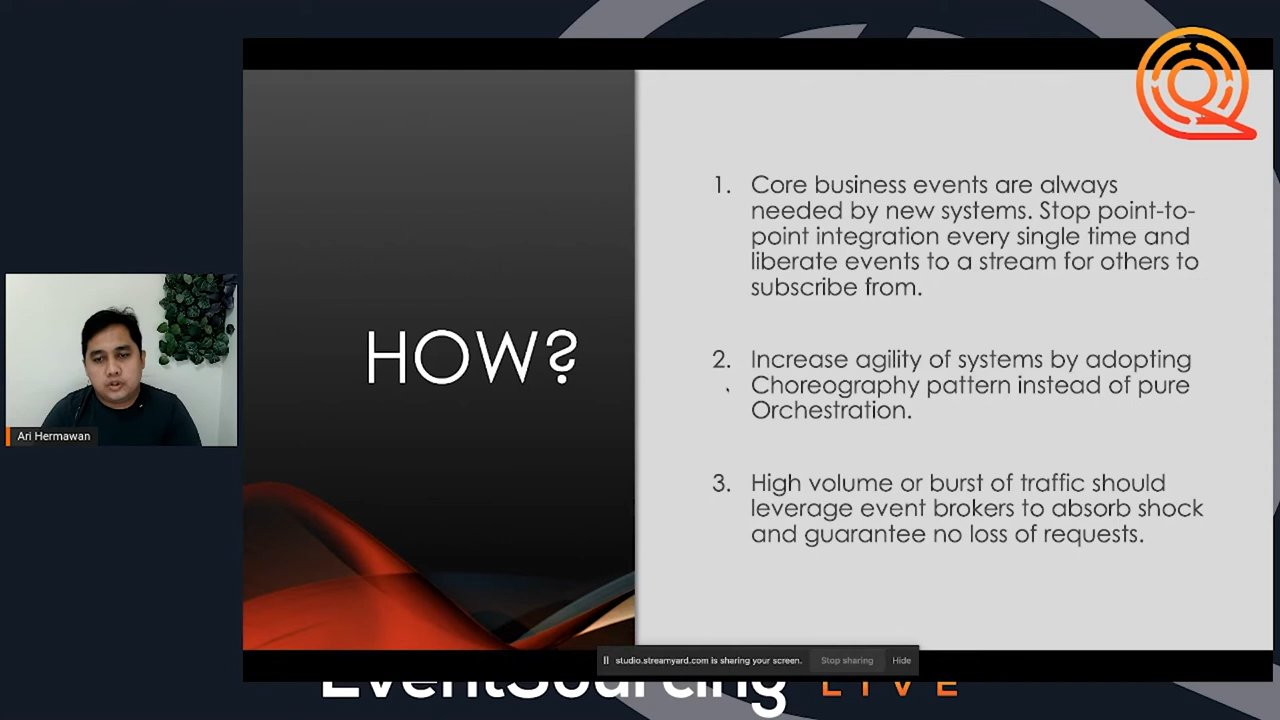 HOW?
1. Core business events are always
needed by new systems. Stop point-to-
point integration every single time and
liberate events to a stream for others to
subscribe from.
2. Increase agility of systems by adopting
Choreography pattern instead of pure
Orchestration.
3. High volume or burst of traffic should
leverage event brokers to absorb shock
and guarantee no loss of requests.
Ari Hermawan
studio.streamyard.com is sharing your screen. Stop sharing Hide
EventSourcing LIVE